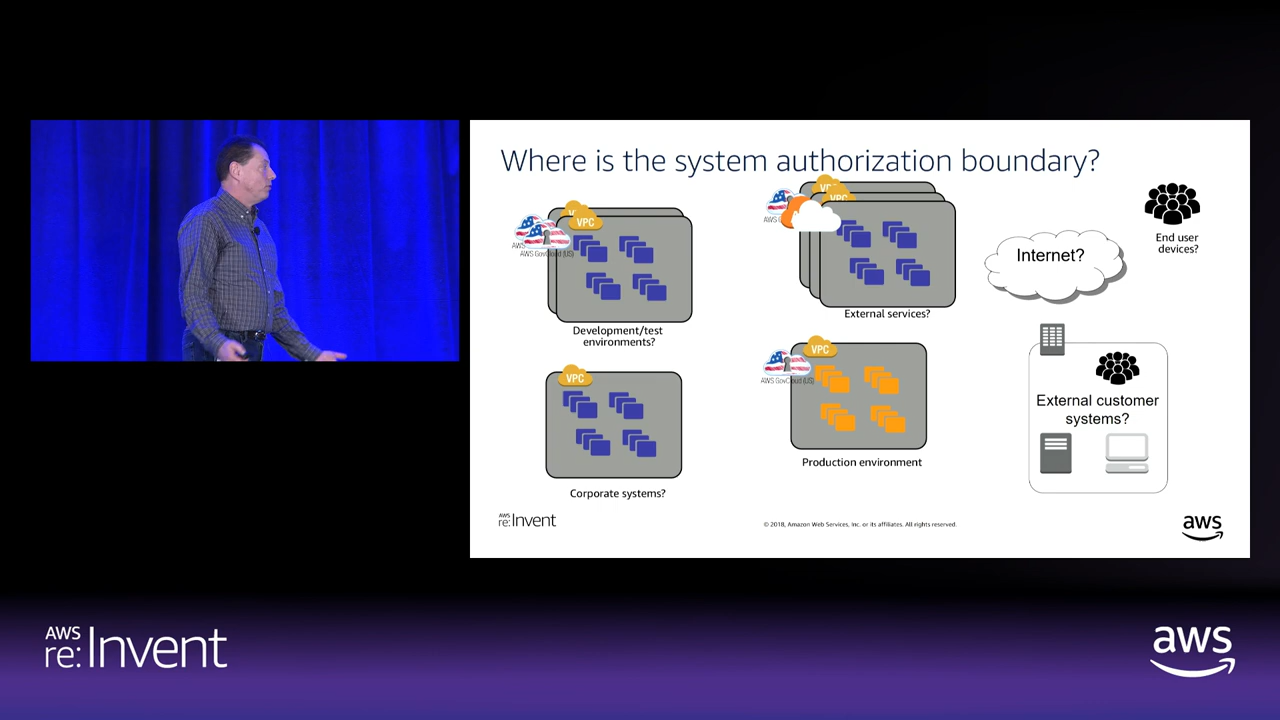 Where is the system authorization boundary?
VPC
AWS
AWS GovCloud (US)
Development/test
environments?
VPC
VPC
External services?
Internet?
End user
devices?
VPC
Corporate systems?
VPC
AWS GovCloud (US)
Production environment
External customer
systems?
AWS
re:Invent
© 2018, Amazon Web Services, Inc. or its affiliates. All rights reserved.
aws
AWS
re:Invent
aws